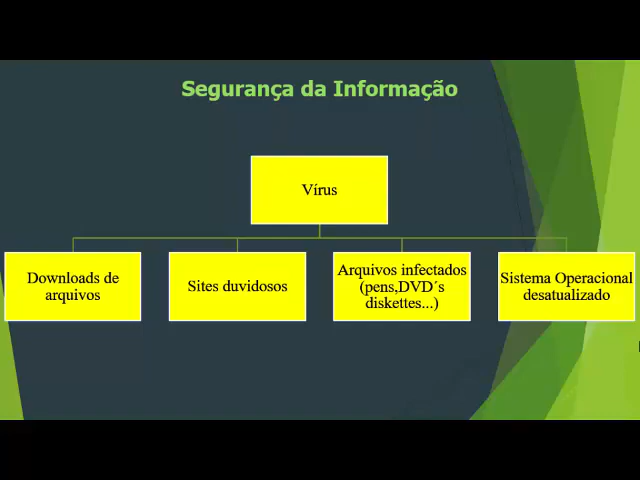 Segurança da Informação
Vírus
Downloads de
arquivos
Sites duvidosos
Arquivos infectados
(pens,DVD´s
diskettes...)
Sistema Operacional
desatualizado